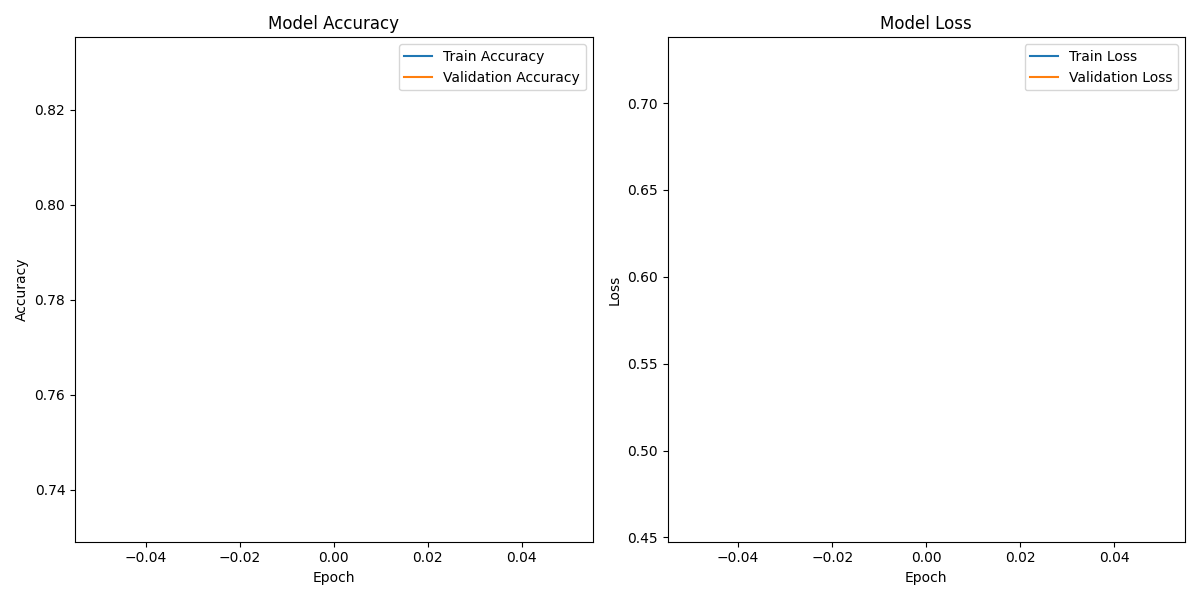 Model Accuracy
Train Accuracy
Validation Accuracy
0.82
0.80
0.78
0.76
0.74
Accuracy
−0.04 −0.02 0.00 0.02 0.04
Epoch
Model Loss
Train Loss
Validation Loss
0.70
0.65
0.60
0.55
0.50
0.45
Loss
−0.04 −0.02 0.00 0.02 0.04
Epoch